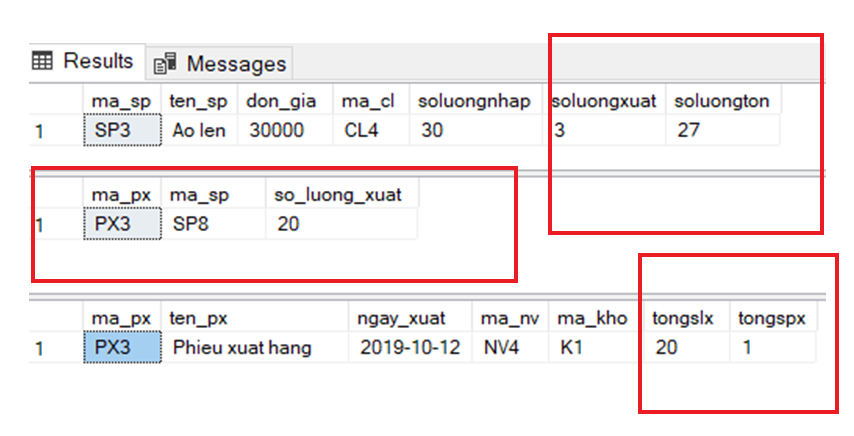 Results Messages
ma_sp ten_sp don_gia ma_cl soluongnhap soluongxuat soluongton
1 SP3 Ao len 30000 CL4 30 3 27
ma_px ma_sp so_luong_xuat
1 PX3 SP8 20
ma_px ten_px ngay_xuat ma_nv ma_kho tongslx tongspx
1 PX3 Phieu xuat hang 2019-10-12 NV4 K1 20 1